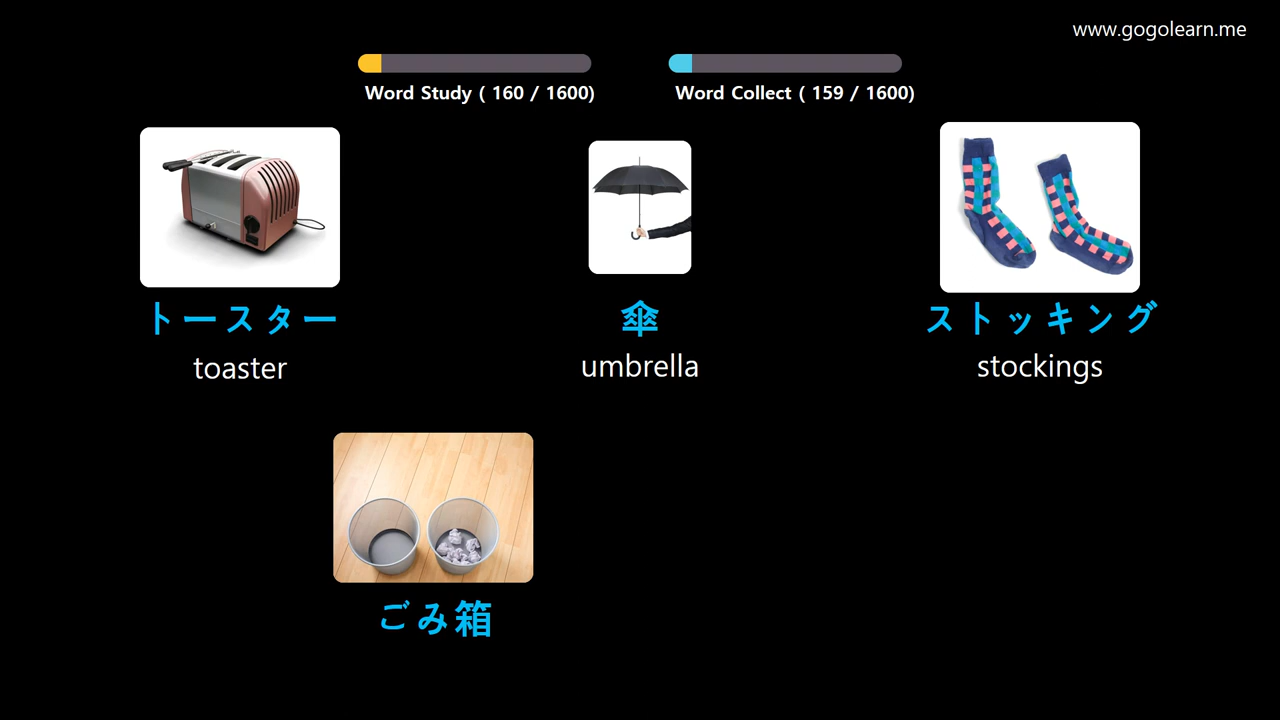 www.gogolearn.me
Word Study ( 160 / 1600)
Word Collect ( 159 / 1600)
トースター
toaster
傘
umbrella
ストッキング
stockings
ごみ箱